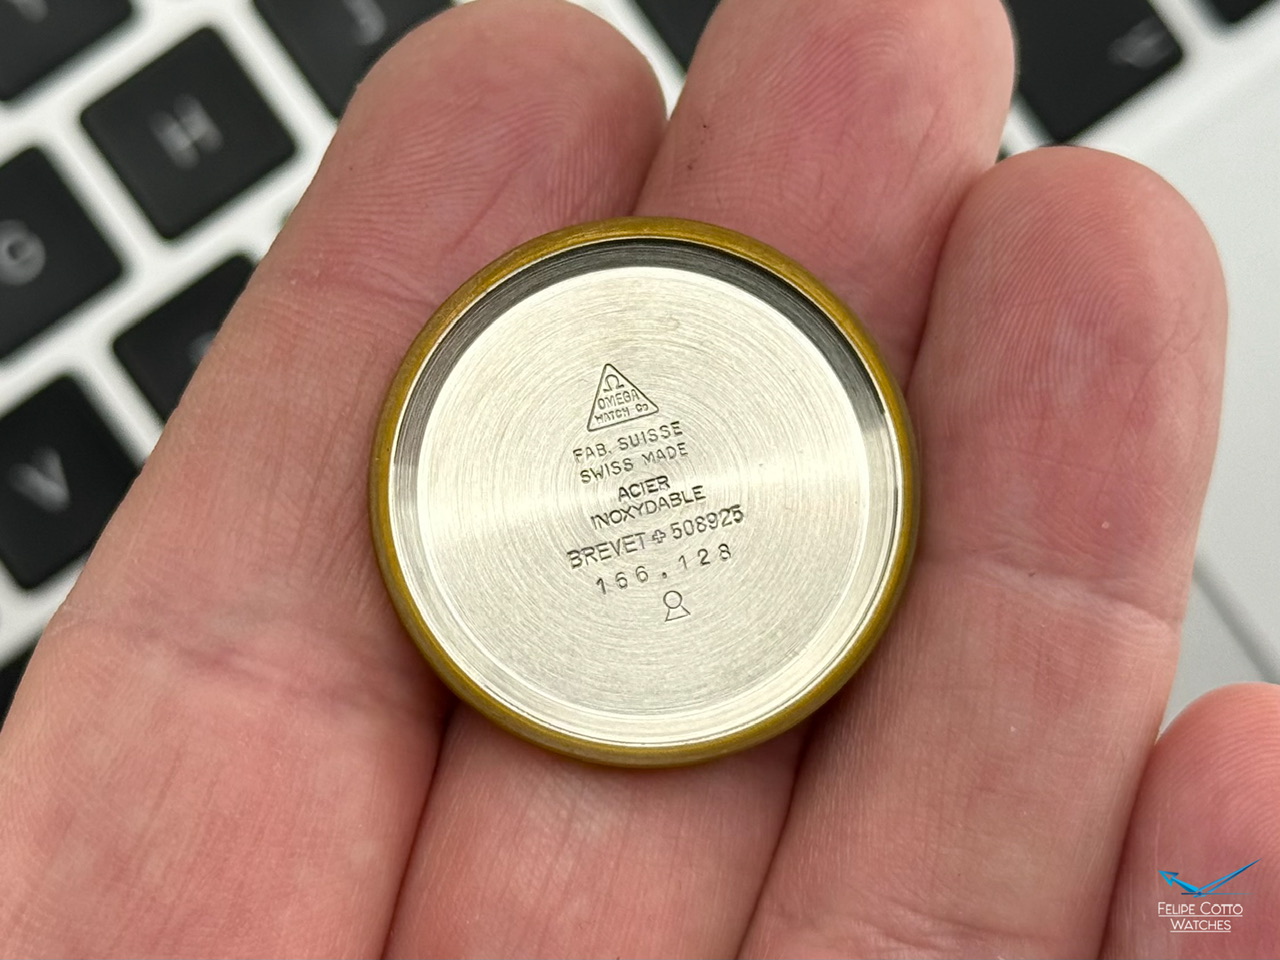 H
G
V
Ω
OMEGA
WATCH Co
FAB. SUISSE
SWISS MADE
ACIER
INOXYDABLE
BREVET ✚ 508925
166.128
FELIPE COTTO
WATCHES